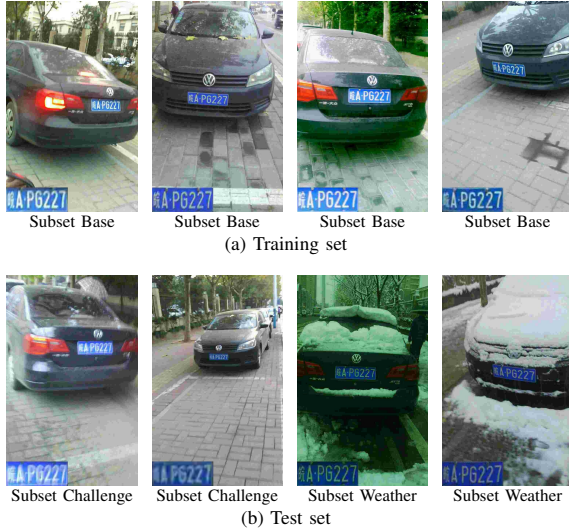 皖A·PG227
皖A·PG227
皖A·PG227
皖A·PG227
皖A·PG227
皖A·PG227
皖A·PG227
皖A·PG227
Subset Base Subset Base Subset Base Subset Base
(a) Training set
皖A·PG227
皖A·PG227
皖A·PG227
皖A·PG227
皖A·PG227
皖A·PG227
皖A·PG227
皖A·PG227
Subset Challenge Subset Challenge Subset Weather Subset Weather
(b) Test set